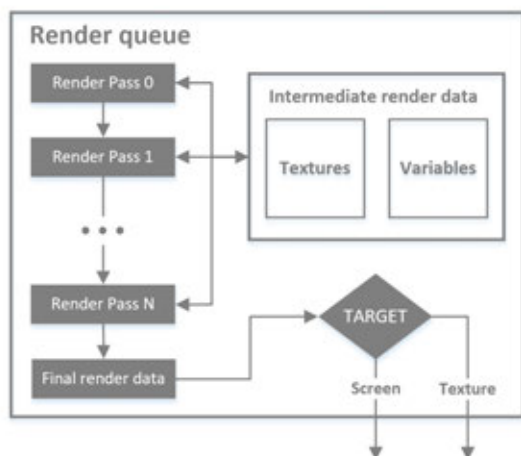 Render queue
Render Pass 0
Intermediate render data
Render Pass 1
Textures
Variables
Render Pass N
TARGET
Final render data
Screen
Texture